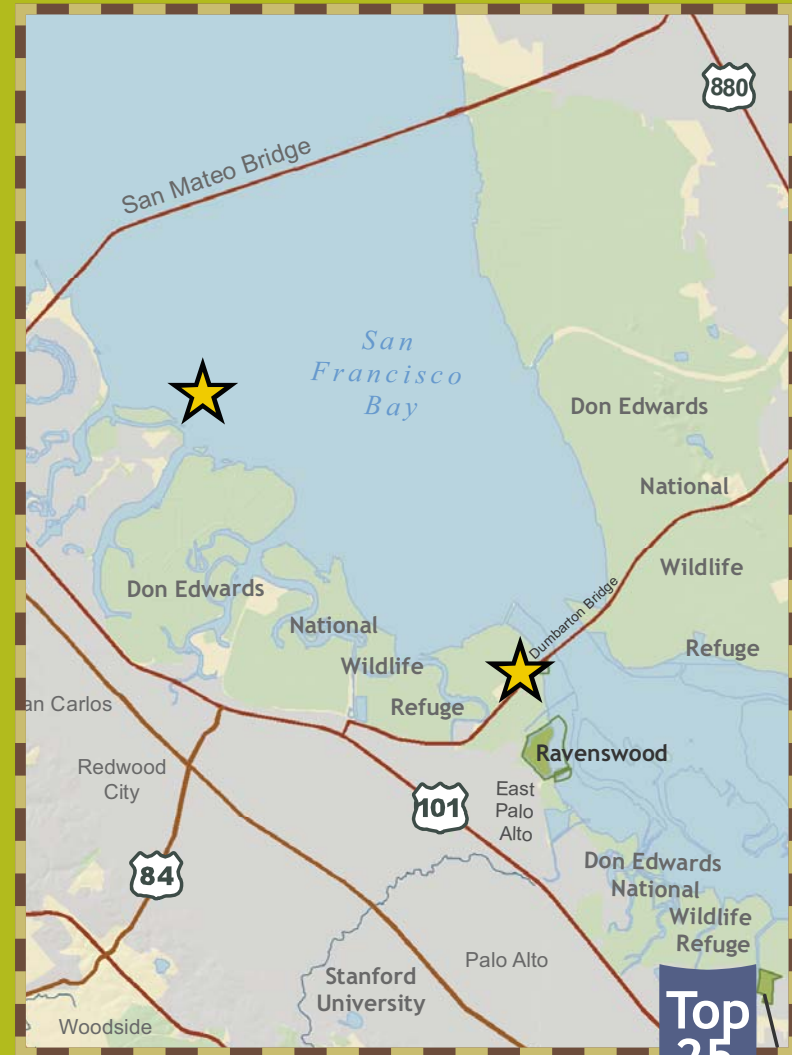 880
San Mateo Bridge
San
Francisco
Bay
Don Edwards
National
Wildlife
Refuge
Dumbarton Bridge
Don Edwards
National
Wildlife
Refuge
an Carlos
Redwood
City
Ravenswood
101
East
Palo
Alto
84
Don Edwards
National
Wildlife
Refuge
Palo Alto
Stanford
University
Woodside
Top
25